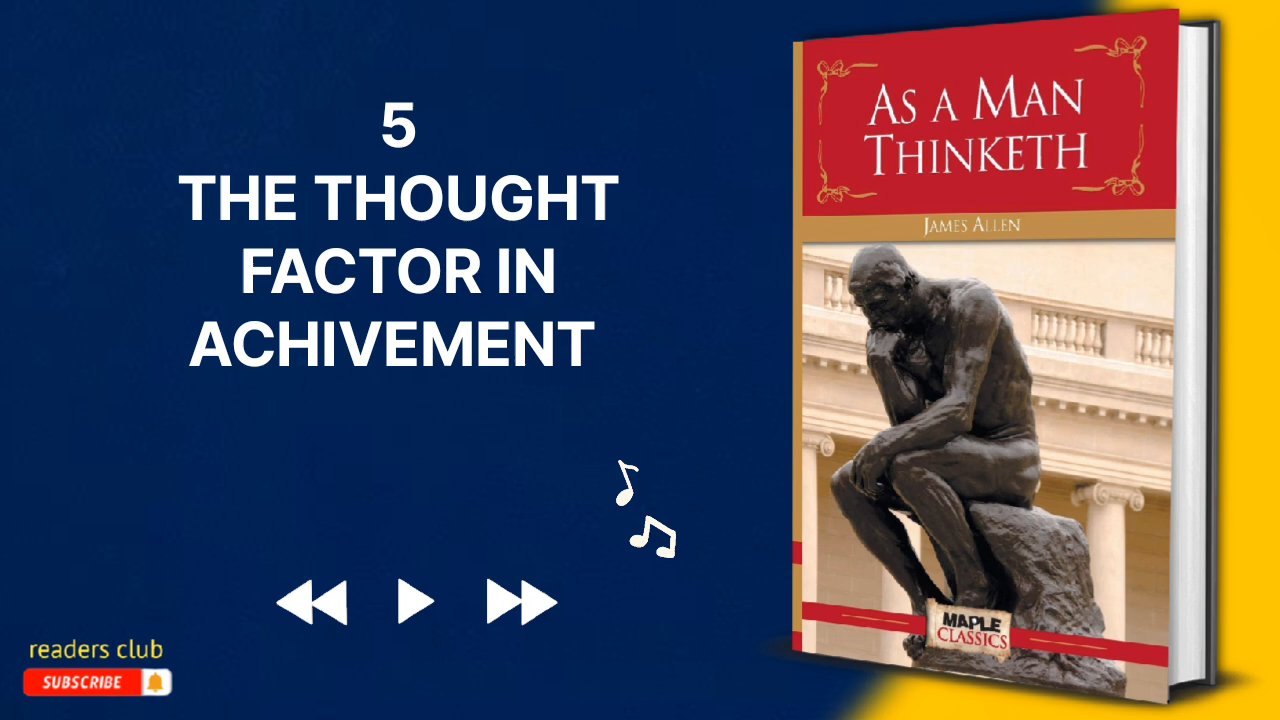 5
THE THOUGHT
FACTOR IN
ACHIVEMENT
readers club
SUBSCRIBE
AS A MAN
THINKETH
JAMES ALLEN
MAPLE
CLASSICS